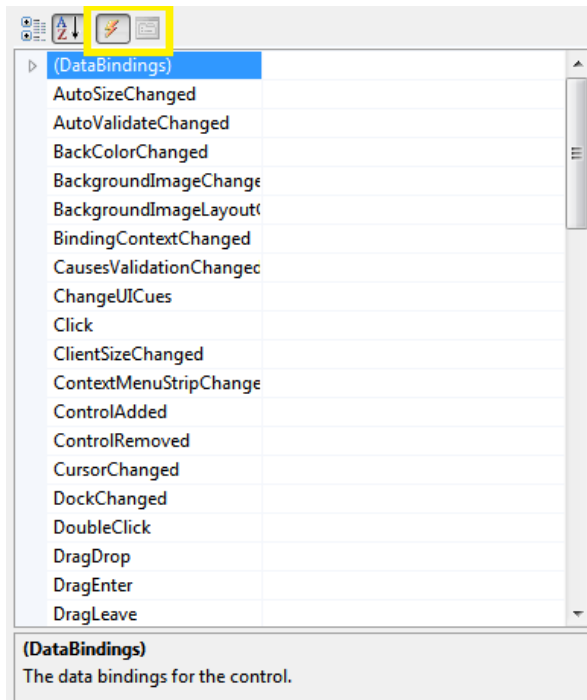 A
Z
(DataBindings)
AutoSizeChanged
AutoValidateChanged
BackColorChanged
BackgroundImageChange
BackgroundImageLayout
BindingContextChanged
CausesValidationChanged
ChangeUICues
Click
ClientSizeChanged
ContextMenuStripChange
ControlAdded
ControlRemoved
CursorChanged
DockChanged
DoubleClick
DragDrop
DragEnter
DragLeave
(DataBindings)
The data bindings for the control.